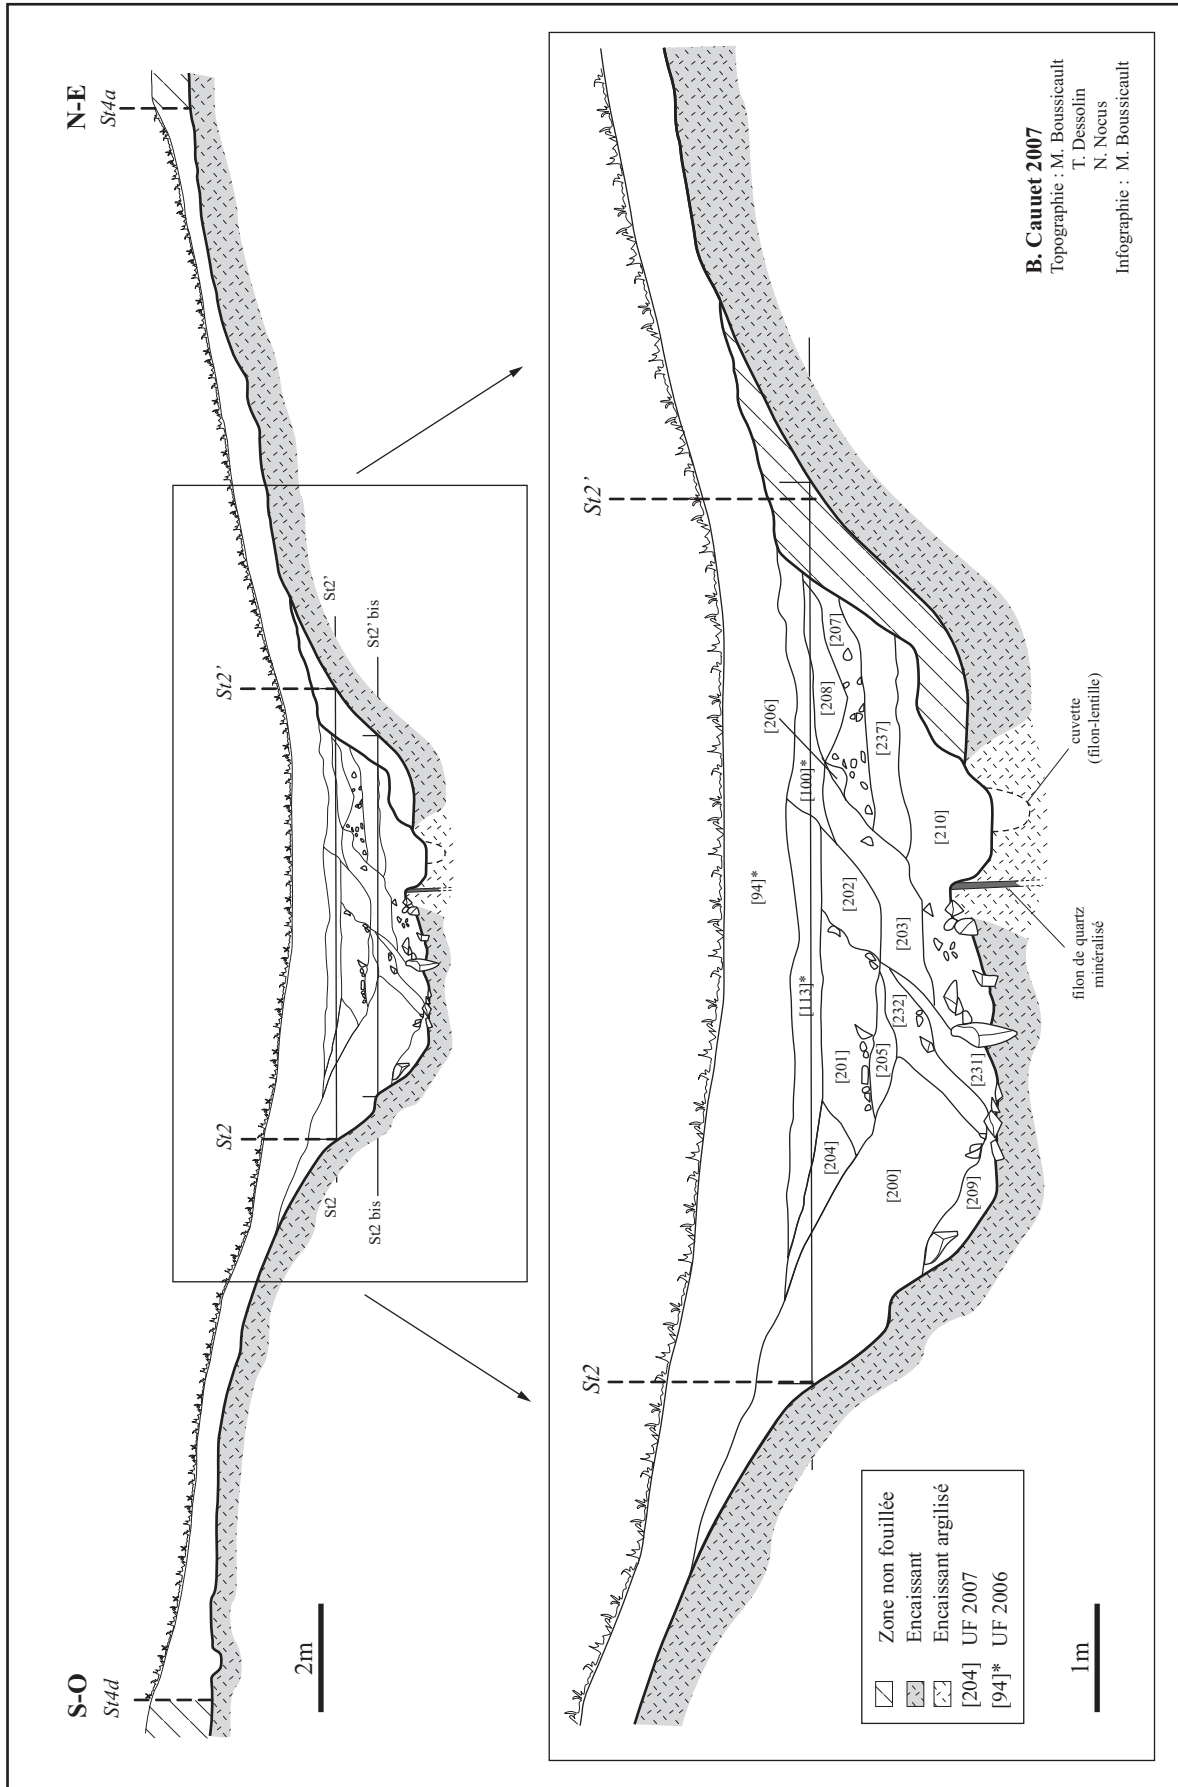 S-O
St4d
N-E
St4a
St2
St2'
St2
St2'
St2 bis
St2' bis
2m
St2
St2'
[94]*
[206]
[113]*
[100]*
[204]
[201]
[202]
[208]
[207]
[205]
[200]
[232]
[203]
[237]
[209]
[231]
[210]
filon de quartz
minéralisé
cuvette
(filon-lentille)
Zone non fouillée
Encaissant
Encaissant argilisé
[204] UF 2007
[94]* UF 2006
1m
B. Cauuet 2007
Topographie : M. Boussicault
T. Dessolin
N. Nocus
Infographie : M. Boussicault